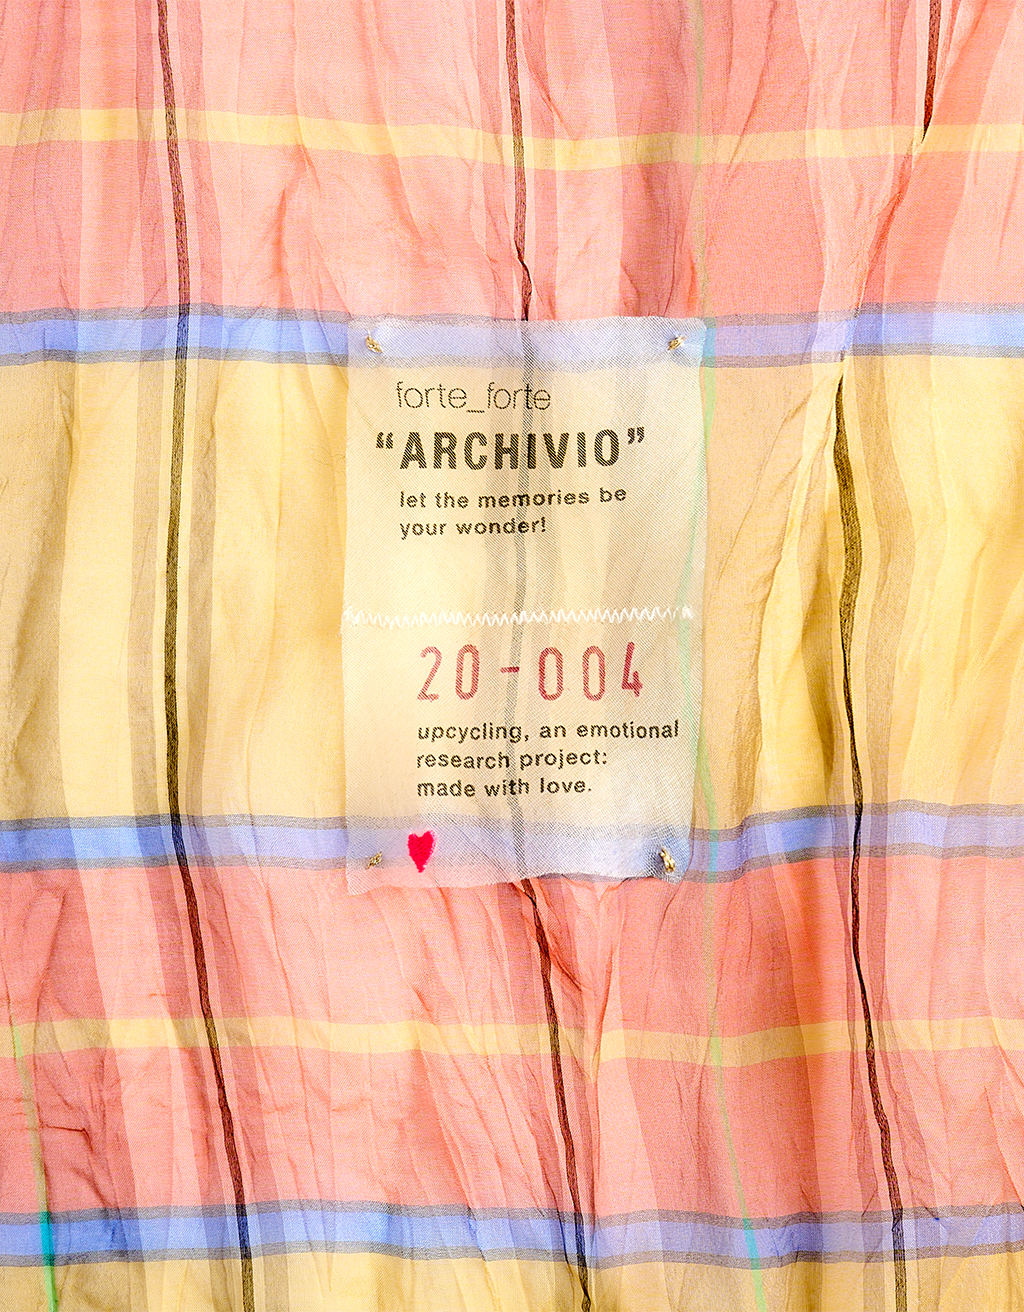 forte_forte
“ARCHIVIO”
let the memories be
your wonder!
20-004
upcycling, an emotional
research project:
made with love.